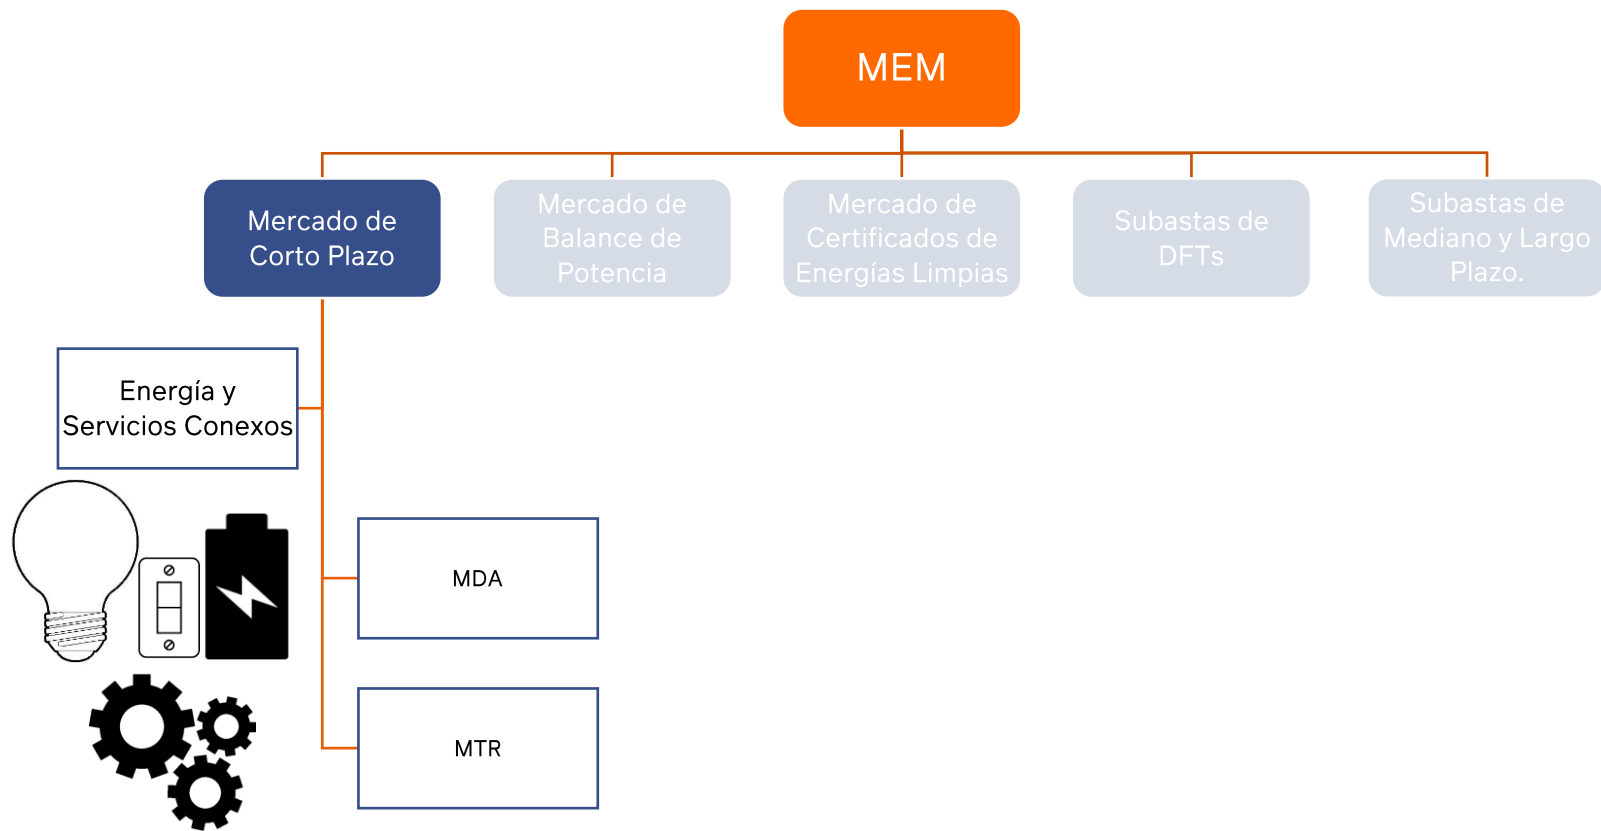 MEM
Mercado de
Corto Plazo
Mercado de
Balance de
Potencia
Mercado de
Certificados de
Energías Limpias
Subastas de
DFTs
Subastas de
Mediano y Largo
Plazo.
Energía y
Servicios Conexos
MDA
MTR